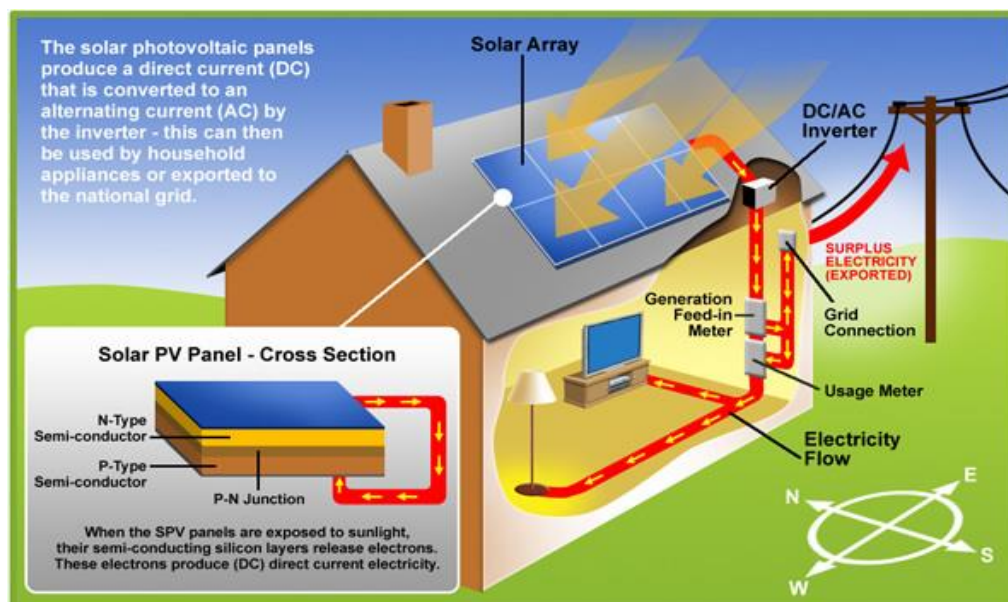 The solar photovoltaic panels
produce a direct current (DC)
that is converted to an
alternating current (AC) by
the inverter - this can then
be used by household
appliances or exported to
the national grid.
Solar Array
DC/AC
Inverter
SURPLUS
ELECTRICITY
(EXPORTED)
Generation
Feed-in
Meter
Grid
Connection
Usage Meter
Electricity
Flow
Solar PV Panel - Cross Section
N-Type
Semi-conductor
P-Type
Semi-conductor
P-N Junction
When the SPV panels are exposed to sunlight,
their semi-conducting silicon layers release electrons.
These electrons produce (DC) direct current electricity.
N
E
S
W